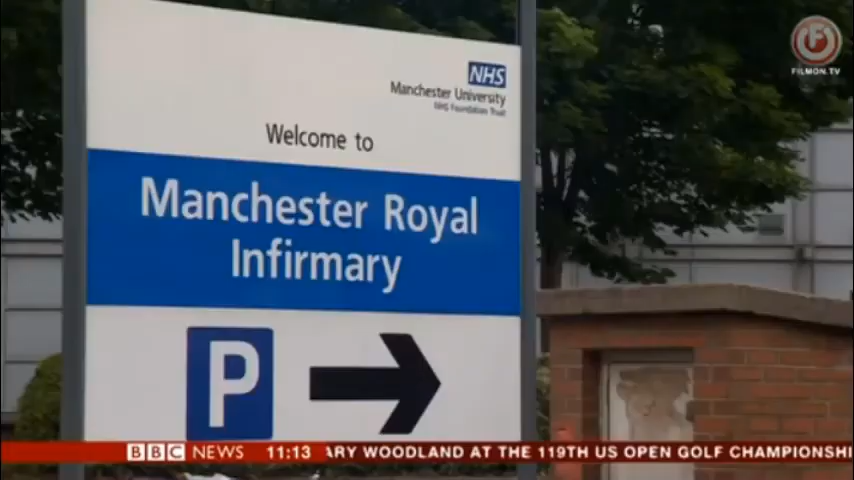 FILMON.TV
NHS
Manchester University
NHS Foundation Trust
Welcome to
Manchester Royal
Infirmary
P
BBC NEWS 11:13 ARY WOODLAND AT THE 119TH US OPEN GOLF CHAMPIONSHI